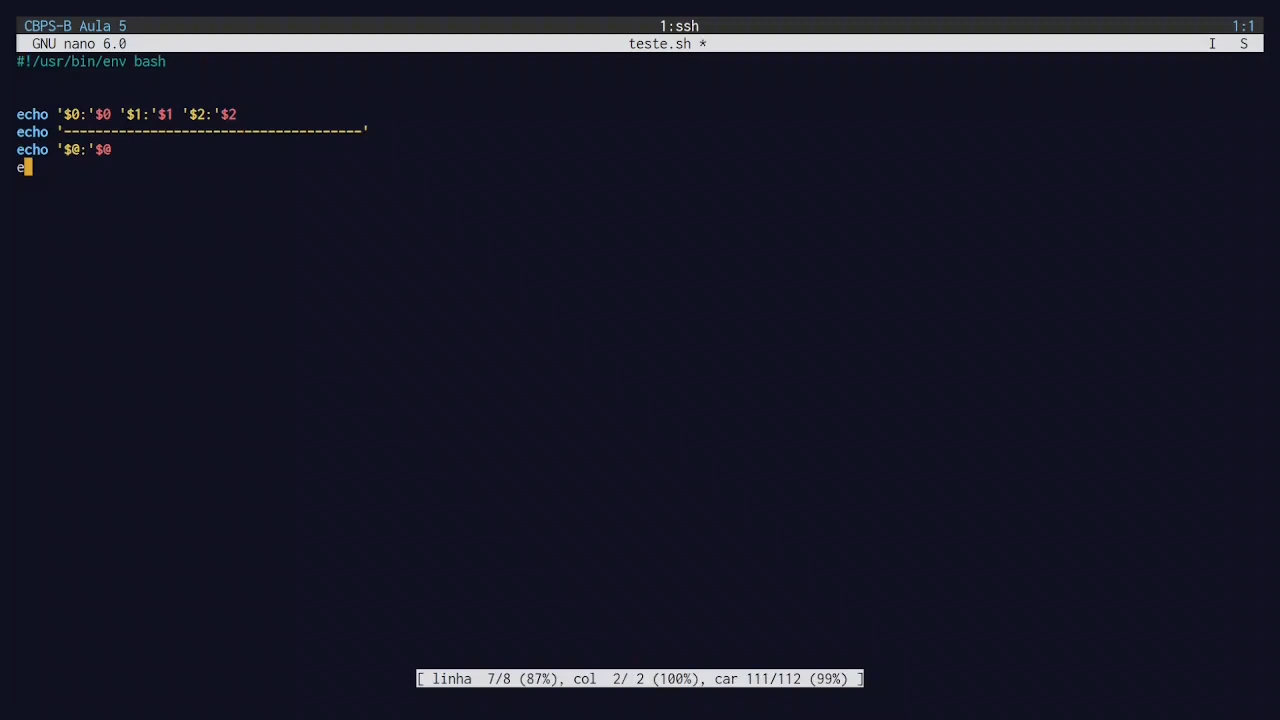 CBPS-B Aula 5 1:ssh 1:1
GNU nano 6.0 teste.sh * I S
#!/usr/bin/env bash
echo '$0:'$0 '$1:'$1 '$2:'$2
echo '--------------------------------------'
echo '$@:'$@
e
[ linha 7/8 (87%), col 2/ 2 (100%), car 111/112 (99%) ]